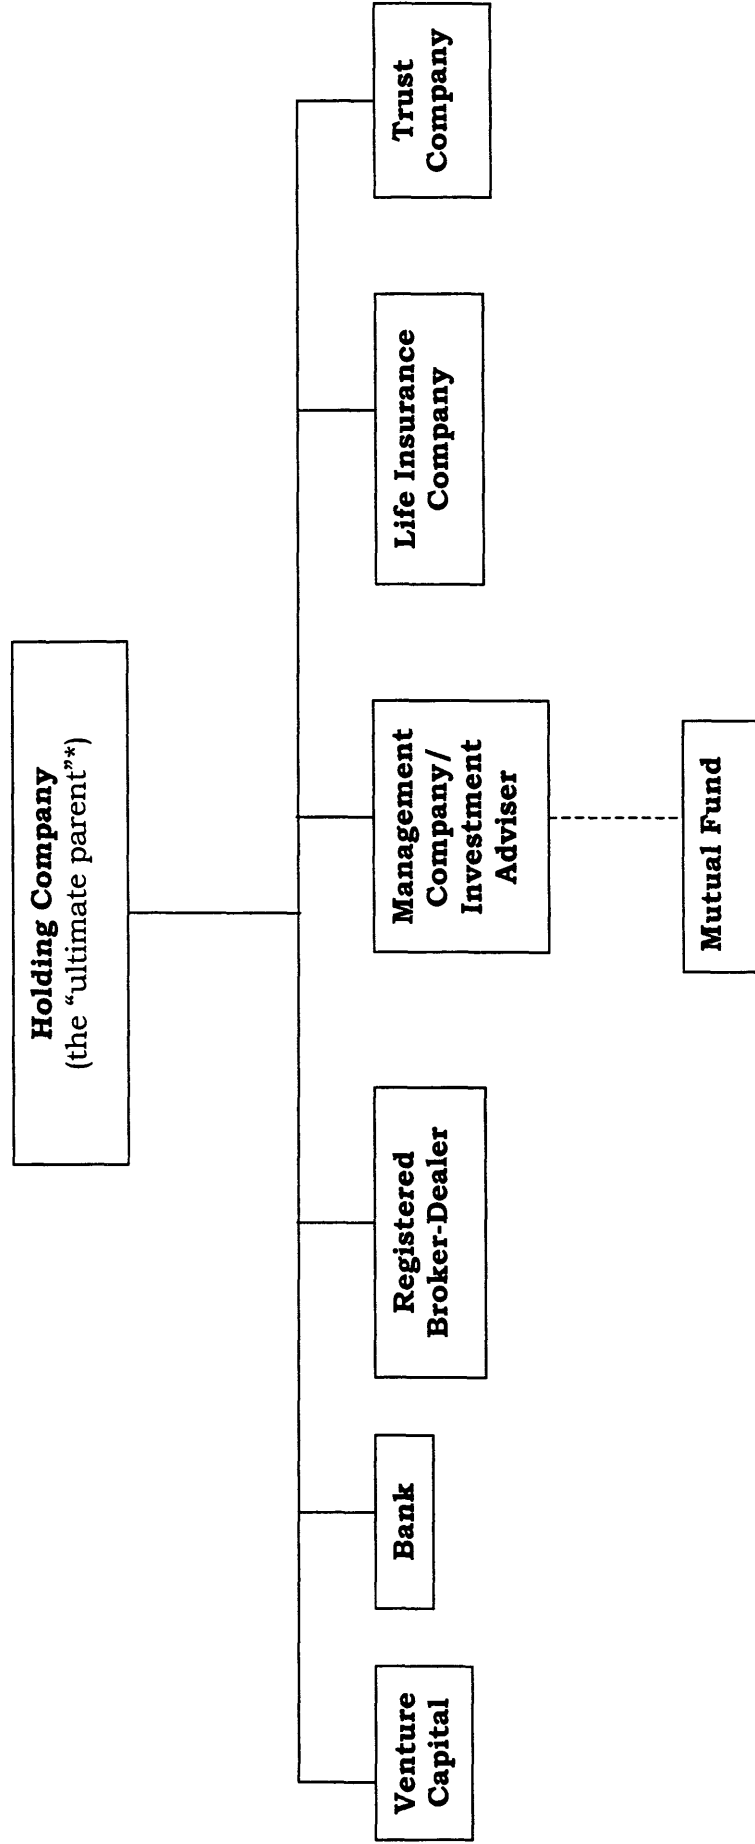 Holding Company
(the “ultimate parent”*)
Venture
Capital
Bank
Registered
Broker-Dealer
Management
Company/
Investment
Adviser
Life Insurance
Company
Trust
Company
Mutual Fund